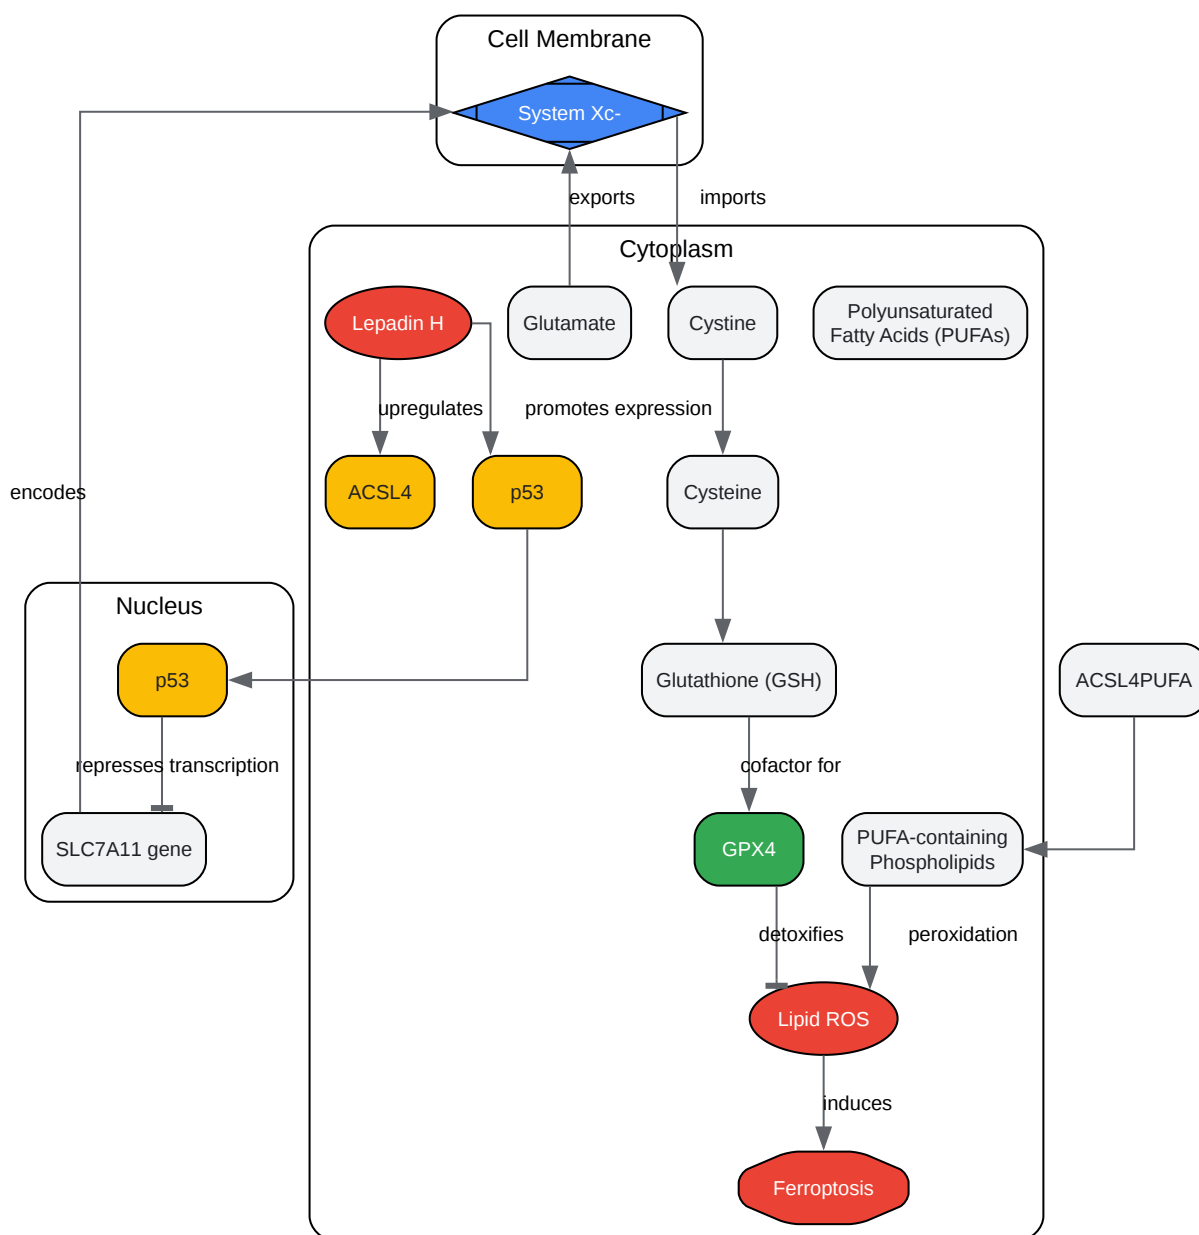 Cell Membrane
System Xc-
exports
imports
Cytoplasm
Lepadin H
Glutamate
Cystine
Polyunsaturated
Fatty Acids (PUFAs)
upregulates
promotes expression
encodes
ACSL4
p53
Cysteine
Nucleus
p53
Glutathione (GSH)
ACSL4PUFA
represses transcription
cofactor for
SLC7A11 gene
GPX4
PUFA-containing
Phospholipids
detoxifies
peroxidation
Lipid ROS
induces
Ferroptosis